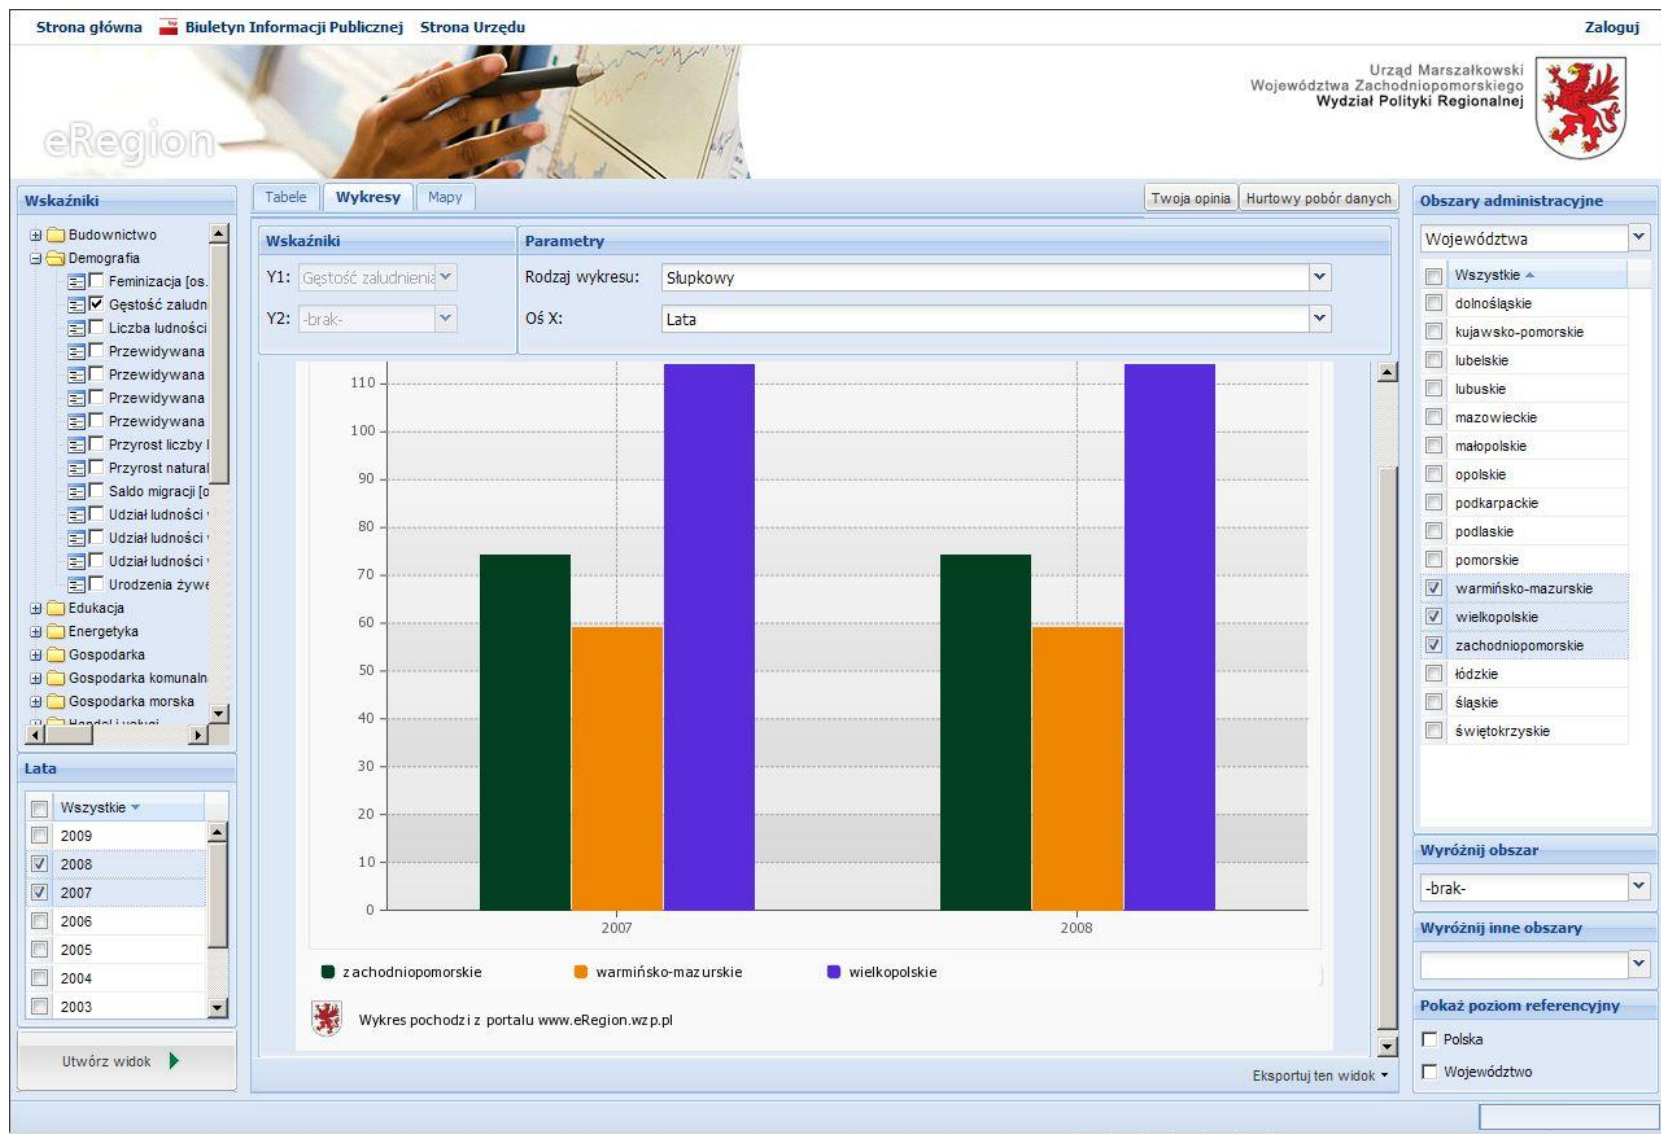 Strona główna Biuletyn Informacji Publicznej Strona Urzędu Zaloguj
Urząd Marszałkowski
Województwa Zachodniopomorskiego
Wydział Polityki Regionalnej
eRegion
Wskaźniki
Budownictwo
Demografia
Feminizacja [os.
Gęstość zaludn
Liczba ludności
Przewidywana
Przewidywana
Przewidywana
Przewidywana
Przyrost liczby l
Przyrost natural
Saldo migracji [o
Udział ludności
Udział ludności
Udział ludności
Urodzenia żywe
Edukacja
Energetyka
Gospodarka
Gospodarka komunaln
Gospodarka morska
Handel i usługi
Lata
Wszystkie
2009
2008
2007
2006
2005
2004
2003
Utwórz widok
Tabele Wykresy Mapy Twoja opinia Hurtowy pobór danych
Wskaźniki Parametry
Y1: Gęstość zaludnienia Rodzaj wykresu: Słupkowy
Y2: -brak- Oś X: Lata
110
100
90
80
70
60
50
40
30
20
10
0
2007 2008
zachodniopomorskie warmińsko-mazurskie wielkopolskie
Wykres pochodzi z portalu www.eRegion.wzp.pl
Eksportuj ten widok
Obszary administracyjne
Województwa
Wszystkie
dolnośląskie
kujawsko-pomorskie
lubelskie
lubuskie
mazowieckie
małopolskie
opolskie
podkarpackie
podlaskie
pomorskie
warmińsko-mazurskie
wielkopolskie
zachodniopomorskie
łódzkie
śląskie
świętokrzyskie
Wyróżnij obszar
-brak-
Wyróżnij inne obszary
Pokaż poziom referencyjny
Polska
Województwo